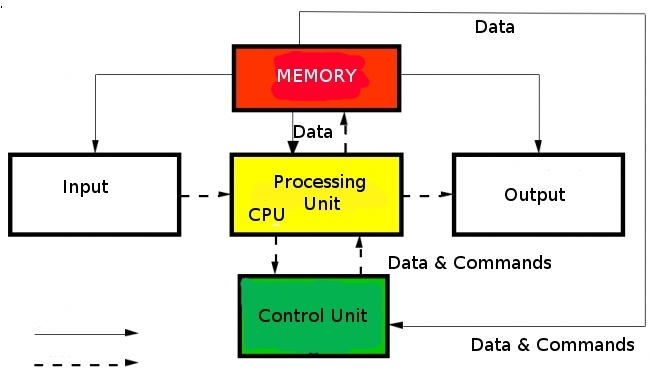 Data
MEMORY
Data
Input
Processing
Unit
CPU
Output
Data & Commands
Control Unit
Data & Commands